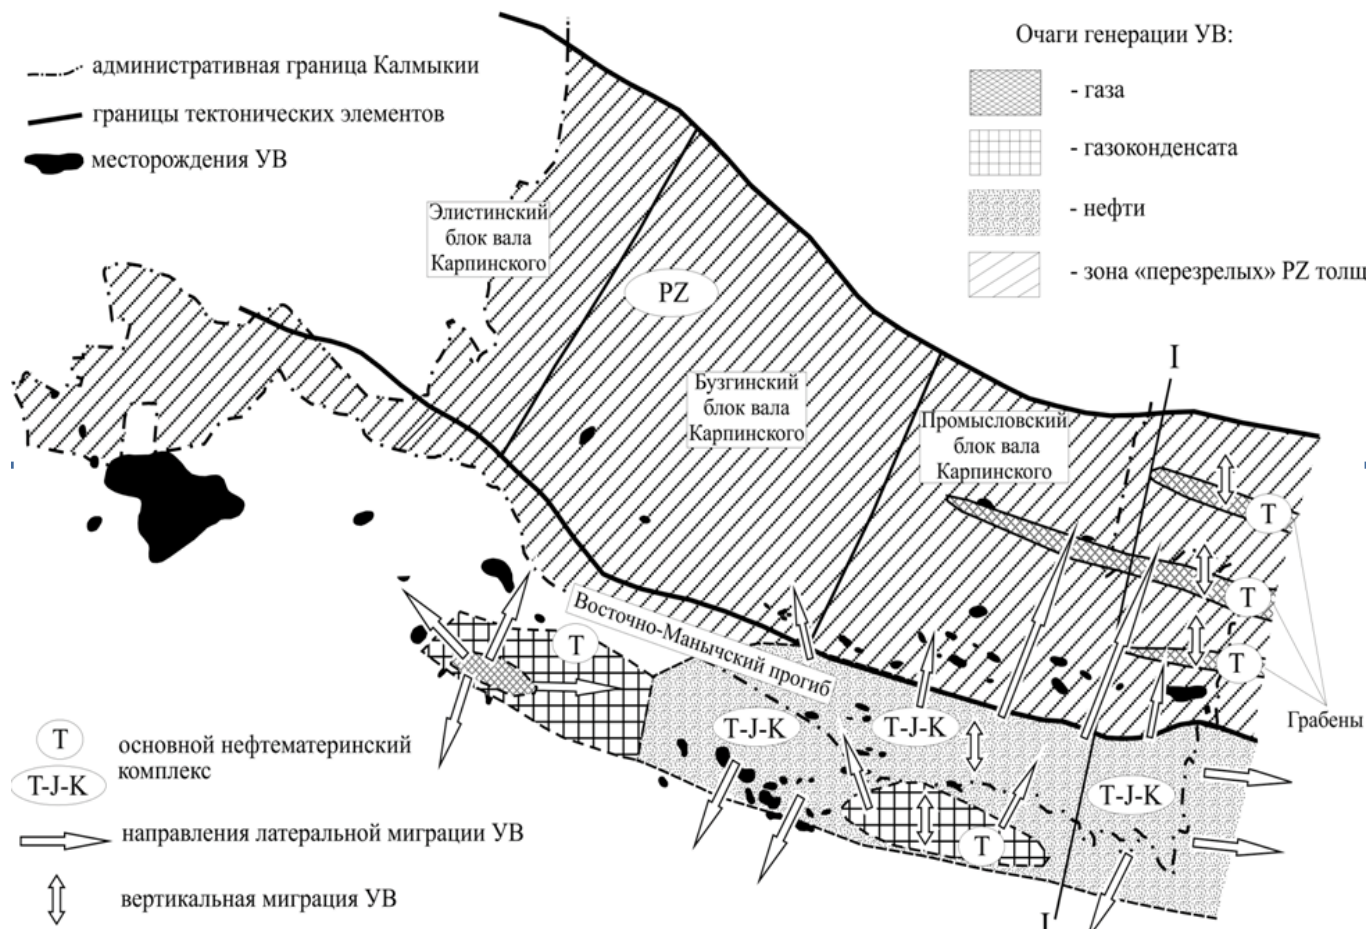 административная граница Калмыкии
границы тектонических элементов
месторождения УВ
Очаги генерации УВ:
- газа
- газоконденсата
- нефти
- зона «перезрелых» PZ толщ
Элистинский
блок вала
Карпинского
PZ
Бузгинский
блок вала
Карпинского
Промысловский
блок вала
Карпинского
I
T
T
T
Грабены
Восточно-Манычский прогиб
T
T-J-K
T-J-K
T-J-K
T
I
T
основной нефтематеринский
комплекс
T-J-K
направления латеральной миграции УВ
вертикальная миграция УВ